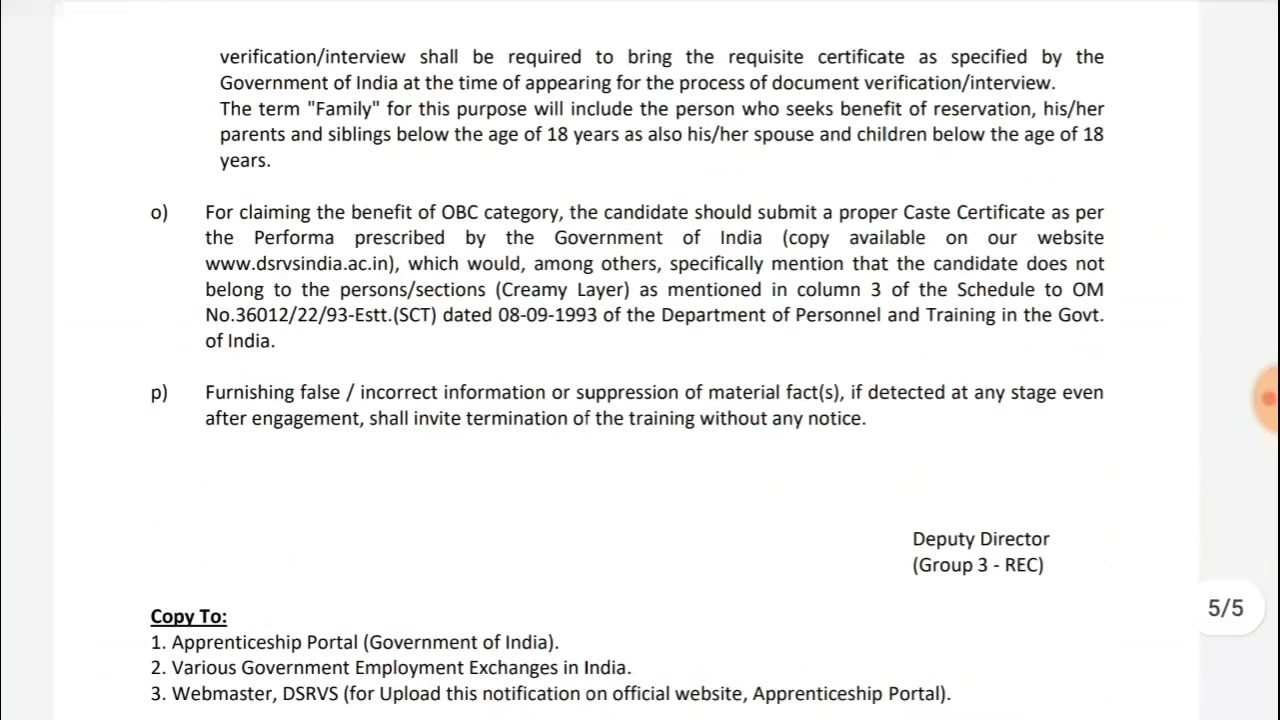 verification/interview shall be required to bring the requisite certificate as specified by the
Government of India at the time of appearing for the process of document verification/interview.
The term "Family" for this purpose will include the person who seeks benefit of reservation, his/her
parents and siblings below the age of 18 years as also his/her spouse and children below the age of 18
years.
o) For claiming the benefit of OBC category, the candidate should submit a proper Caste Certificate as per
the Performa prescribed by the Government of India (copy available on our website
www.dsrvsindia.ac.in), which would, among others, specifically mention that the candidate does not
belong to the persons/sections (Creamy Layer) as mentioned in column 3 of the Schedule to OM
No.36012/22/93-Estt.(SCT) dated 08-09-1993 of the Department of Personnel and Training in the Govt.
of India.
p) Furnishing false / incorrect information or suppression of material fact(s), if detected at any stage even
after engagement, shall invite termination of the training without any notice.
Deputy Director
(Group 3 - REC)
5/5
Copy To:
1. Apprenticeship Portal (Government of India).
2. Various Government Employment Exchanges in India.
3. Webmaster, DSRVS (for Upload this notification on official website, Apprenticeship Portal).